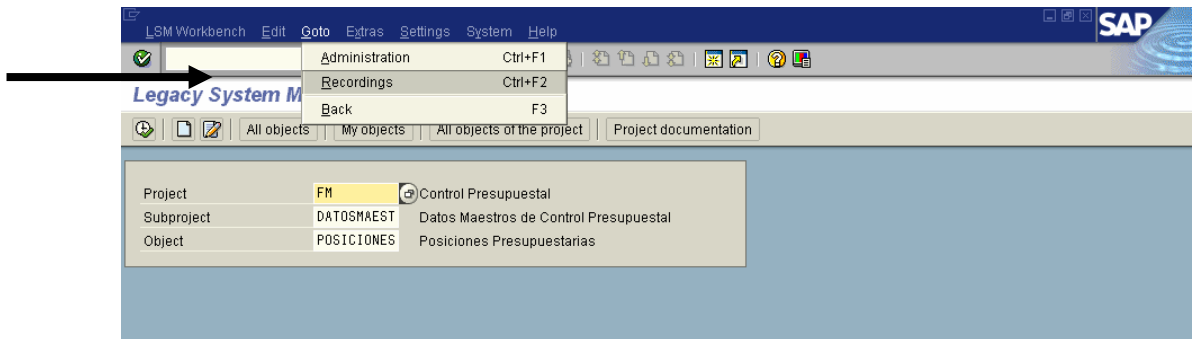 LSM Workbench Edit Goto Extras Settings System Help
SAP
Administration Ctrl+F1
Recordings Ctrl+F2
Back F3
Legacy System M
All objects My objects All objects of the project Project documentation
Project FM Control Presupuestal
Subproject DATOSMAEST Datos Maestros de Control Presupuestal
Object POSICIONES Posiciones Presupuestarias